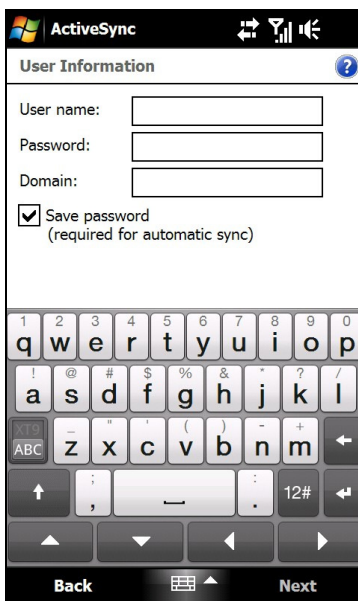 ActiveSync
User Information ?
User name:
Password:
Domain:
Save password
(required for automatic sync)
1 2 3 4 5 6 7 8 9 0
q w e r t y u i o p
! @ # $ % & * ? /
a s d f g h j k l
XT9 _ " ' ( ) - +
ABC z x c v b n m
; :
, . 12#
Back Next